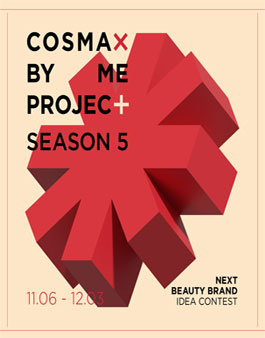 COSMAX
BY ME
PROJECT
SEASON 5
11.06 - 12.03
NEXT
BEAUTY BRAND
IDEA CONTEST